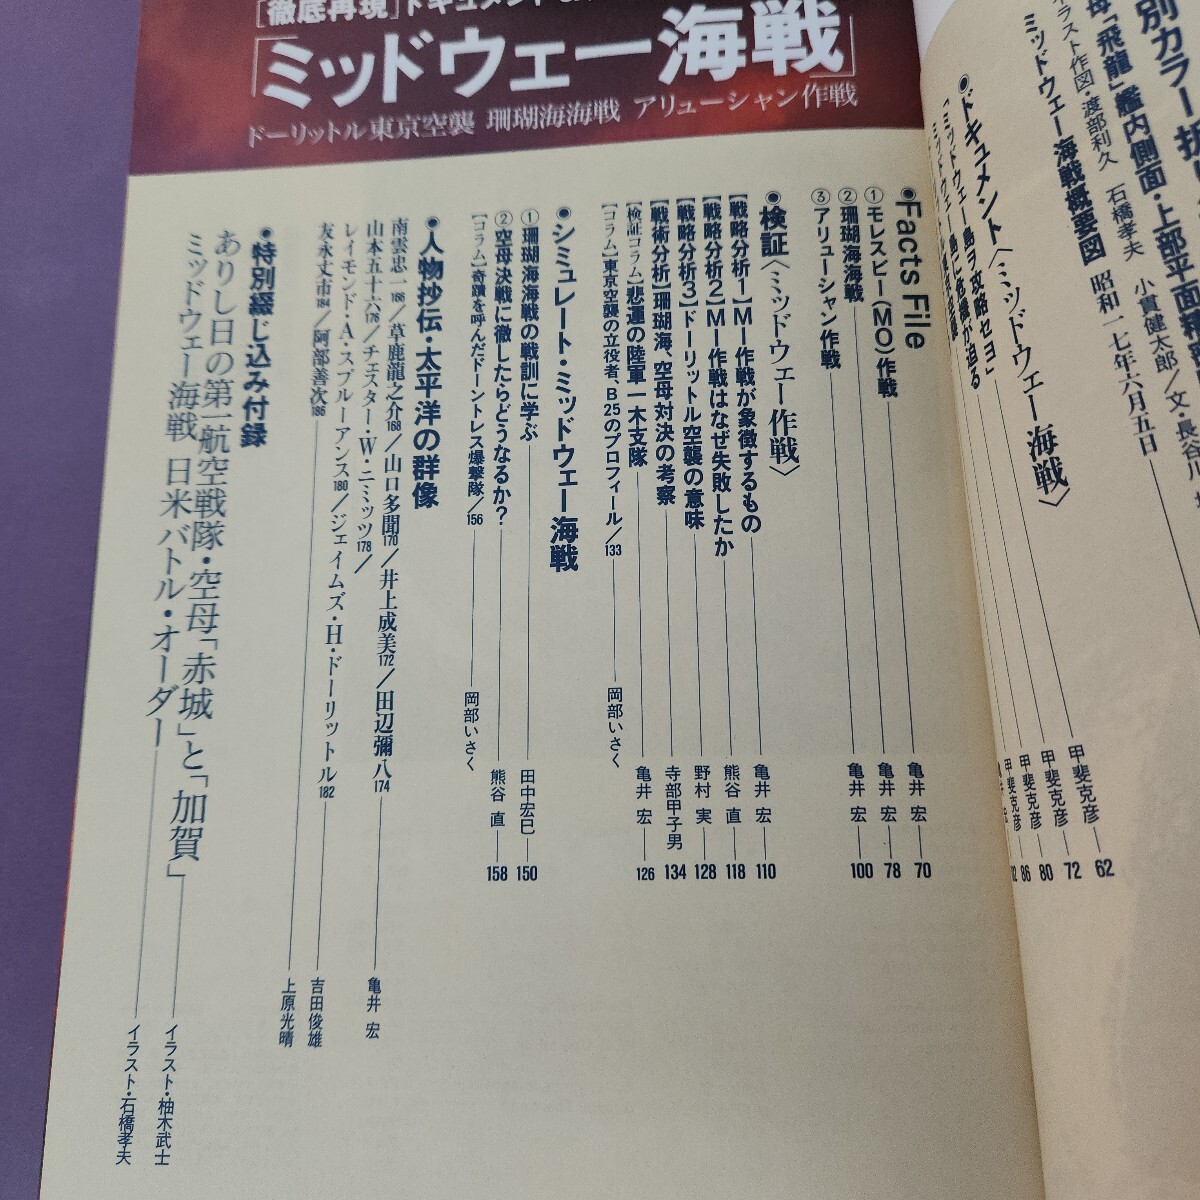 別カラー
母「飛龍」艦内側面・上部平面
イラスト作図・渡部利久 石橋孝夫 小貫健太郎／文・長谷川
ミッドウェー海戦概要図 昭和一七年六月五日
●ドキュメント〈ミッドウェー海戦〉
「ミッドウェー島ヲ攻略セヨ」
ミッドウェー島に危機が迫る
甲斐克彦 62
甲斐克彦 72
甲斐克彦 80
甲斐克彦 86
［徹底再現］ドキュメント
「ミッドウェー海戦」
ドーリットル東京空襲 珊瑚海海戦 アリューシャン作戦
●Facts File
①モレスビー（MO）作戦 亀井 宏 70
②珊瑚海海戦 亀井 宏 78
③アリューシャン作戦 亀井 宏 100
●検証〈ミッドウェー作戦〉
【戦略分析1】MI作戦が象徴するもの 亀井 宏 110
【戦略分析2】MI作戦はなぜ失敗したか 熊谷 直 118
【戦略分析3】ドーリットル空襲の意味 野村 実 128
【戦術分析】珊瑚海、空母対決の考察 寺部甲子男 134
【検証コラム】悲運の陸軍一木支隊 亀井 宏 126
【コラム】東京空襲の立役者、B25のプロフィール／133 岡部いさく
●シミュレート・ミッドウェー海戦
①珊瑚海海戦の戦訓に学ぶ 田中宏巳 150
②空母決戦に徹したらどうなるか？ 熊谷 直 158
【コラム】奇蹟を呼んだドーントレス爆撃隊／156 岡部いさく
●人物抄伝・太平洋の群像
南雲忠一166／草鹿龍之介168／山口多聞170／井上成美172／田辺彌八174 亀井 宏
山本五十六176／チェスター・W・ニミッツ178／
レイモンド・A・スプルーアンス180／ジェイムズ・H・ドーリットル182 吉田俊雄
友永丈市184／阿部善次186 上原光晴
●特別綴じ込み付録
ありし日の第一航空戦隊・空母「赤城」と「加賀」 イラスト・柚木武士
ミッドウェー海戦 日米バトル・オーダー イラスト・石橋孝夫